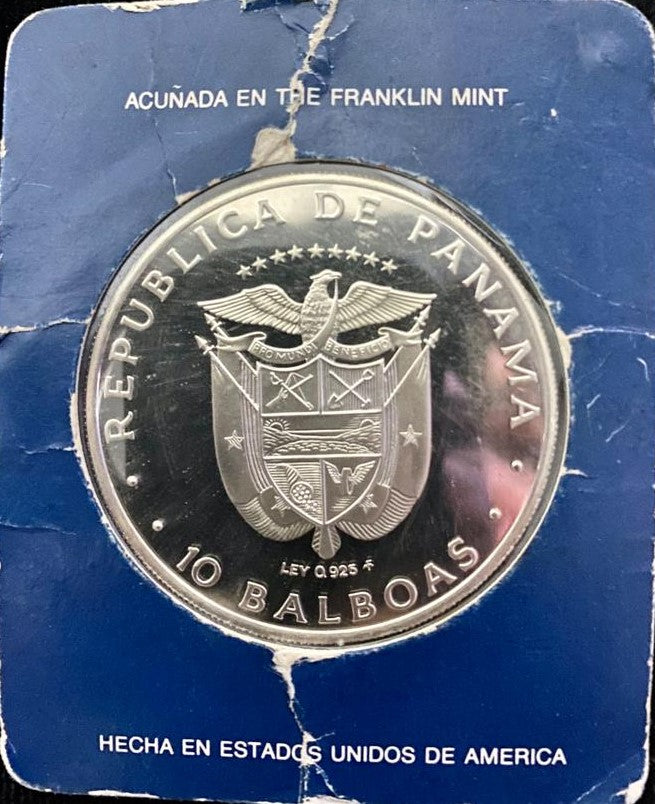 ACUÑADA EN THE FRANKLIN MINT
REPUBLICA DE PANAMA
PRO MUNDI BENEFICIO
LEY 0.925
10 BALBOAS
HECHA EN ESTADOS UNIDOS DE AMERICA